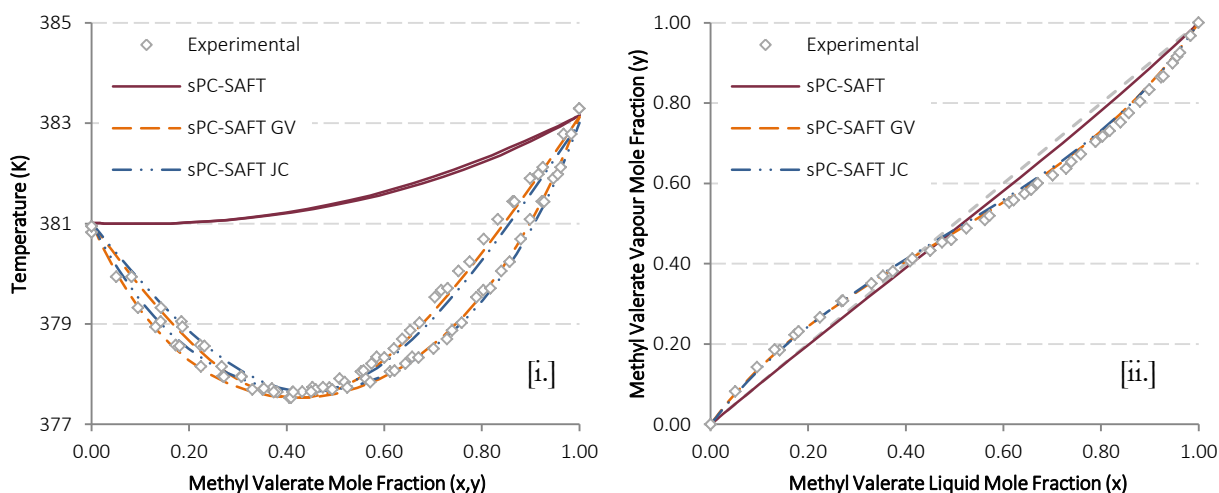 385
383
381
379
377
Temperature (K)
Experimental
sPC-SAFT
sPC-SAFT GV
sPC-SAFT JC
[i.]
0.00 0.20 0.40 0.60 0.80 1.00
Methyl Valerate Mole Fraction (x,y)
1.00
0.80
0.60
0.40
0.20
0.00
Methyl Valerate Vapour Mole Fraction (y)
Experimental
sPC-SAFT
sPC-SAFT GV
sPC-SAFT JC
[ii.]
0.00 0.20 0.40 0.60 0.80 1.00
Methyl Valerate Liquid Mole Fraction (x)